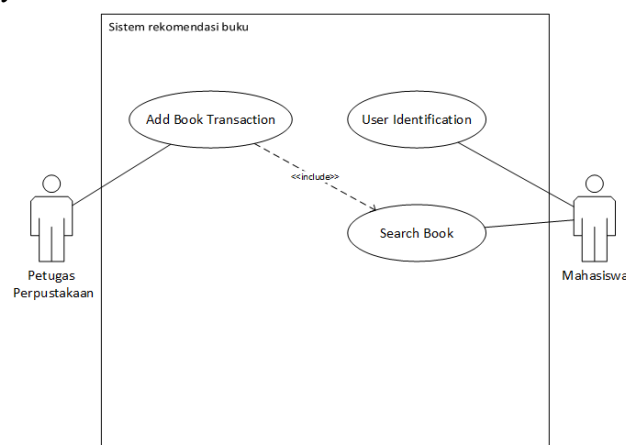 Sistem rekomendasi buku
Add Book Transaction
User Identification
<<include>>
Search Book
Petugas
Perpustakaan
Mahasiswa